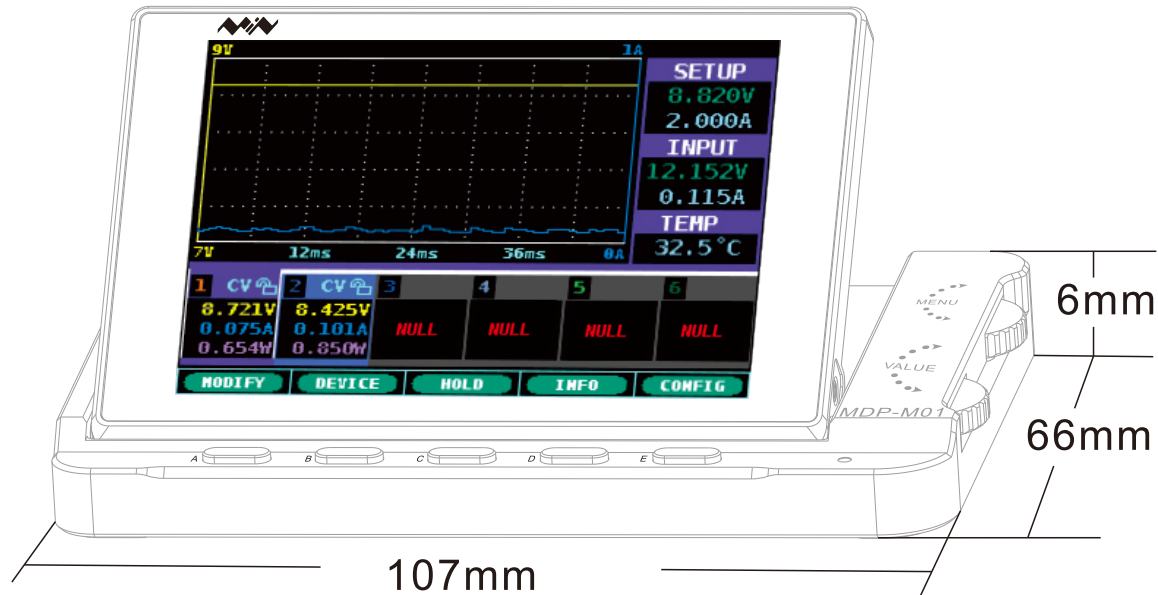 MiN
9V 1A
SETUP
8.820V
2.000A
INPUT
12.152V
0.115A
TEMP
32.5°C
7V 12ms 24ms 36ms 0A
1 CV 2 CV 3 4 5 6
8.721V 8.425V
0.075A 0.101A NULL NULL NULL NULL
0.654W 0.850W
MODIFY DEVICE HOLD INFO CONFIG
MENU
VALUE
MDP-M01
A B C D E
6mm
66mm
107mm